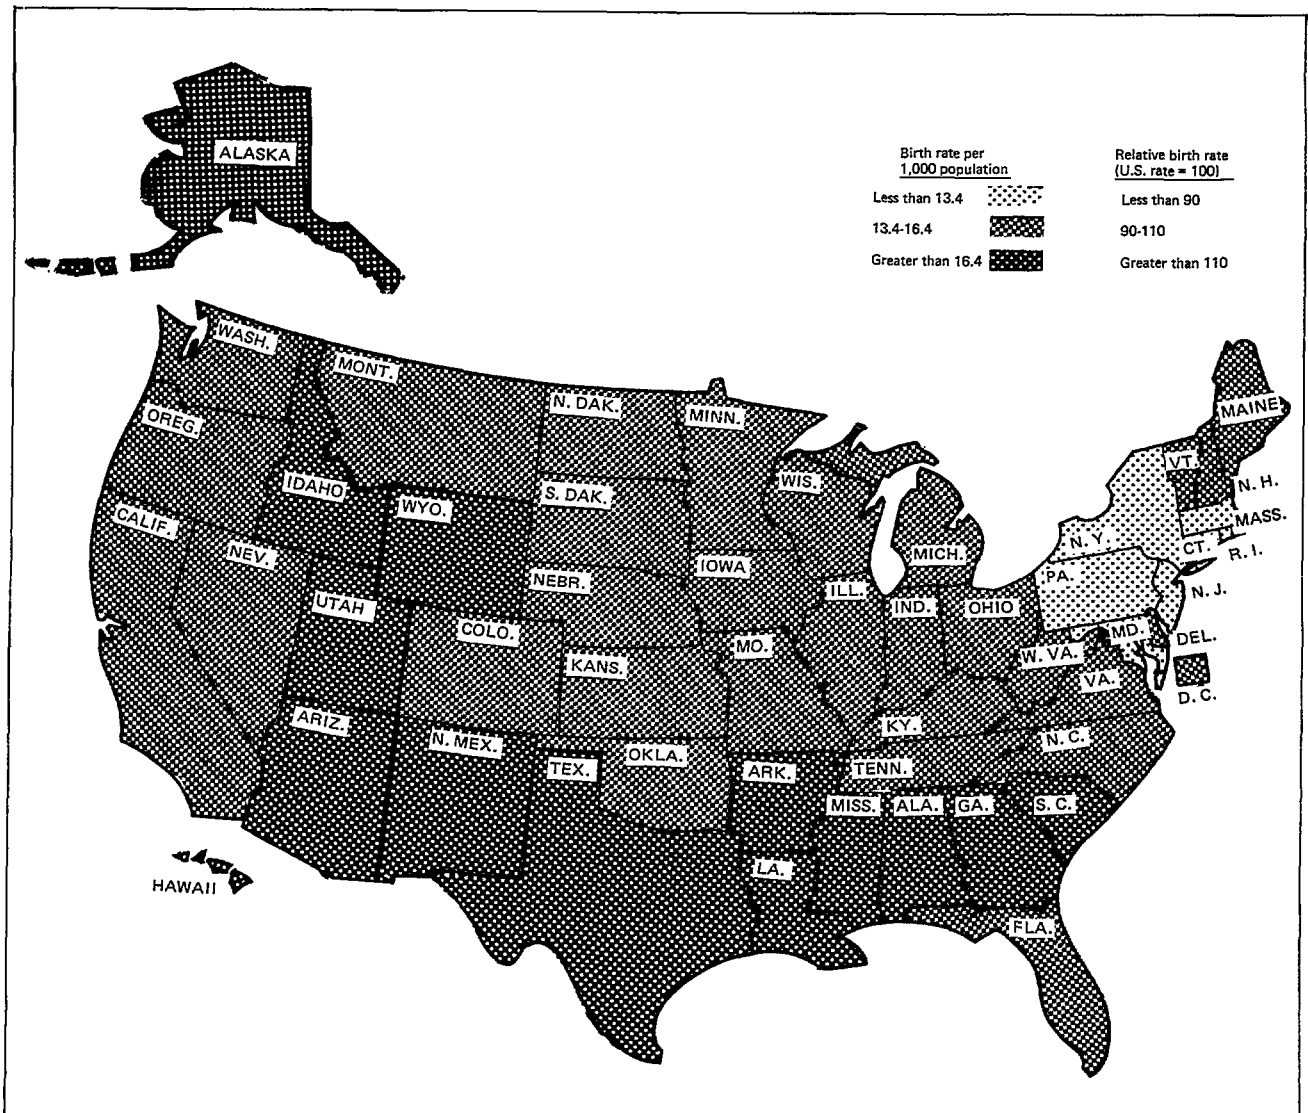 ALASKA
Birth rate per
1,000 population
Relative birth rate
(U.S. rate = 100)
Less than 13.4
Less than 90
13.4-16.4
90-110
Greater than 16.4
Greater than 110
WASH.
MONT.
N. DAK.
MINN.
MAINE
OREG.
VT.
IDAHO
WYO.
S. DAK.
WIS.
N. H.
CALIF.
MASS.
NEV.
N. Y.
CT.
R. I.
MICH.
IOWA
NEBR.
PA.
ILL.
N. J.
UTAH
IND.
OHIO
COLO.
MD.
DEL.
MO.
W. VA.
KANS.
VA.
D. C.
ARIZ.
KY.
N. MEX.
N. C.
OKLA.
TEX.
ARK.
TENN.
MISS.
ALA.
GA.
S. C.
LA.
HAWAII
FLA.